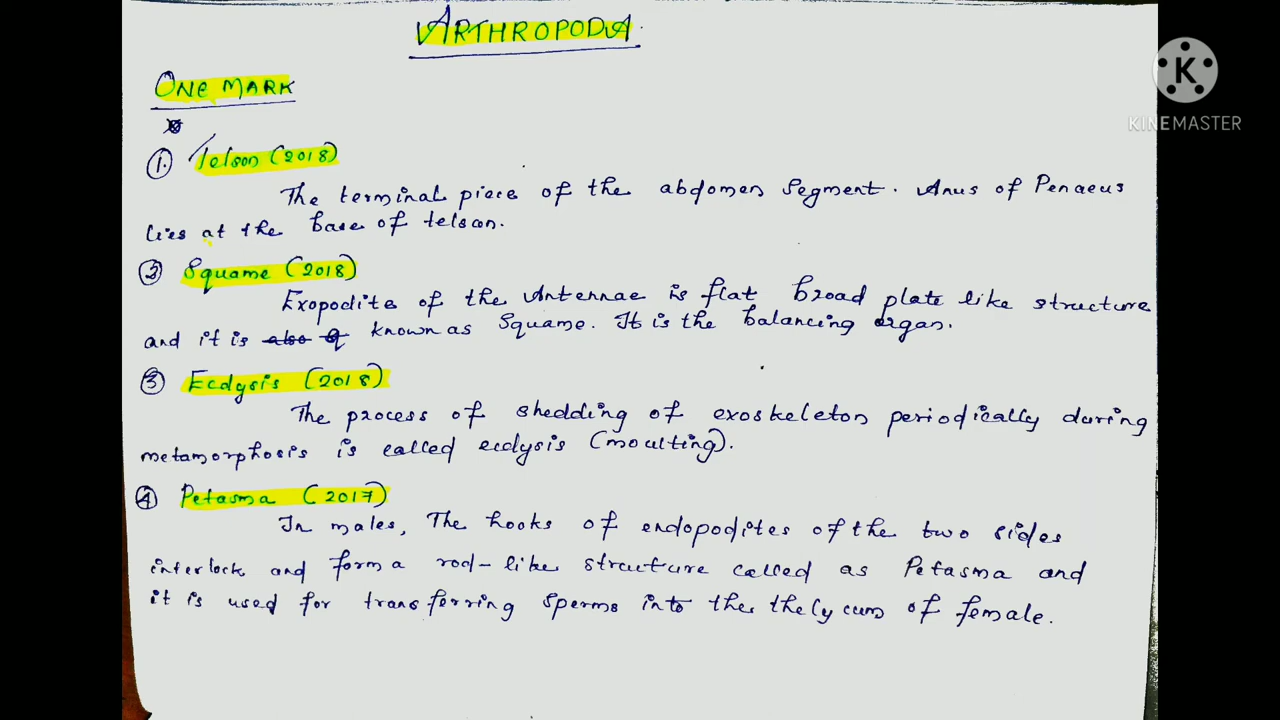 ARTHROPODA.
ONE MARK
① Telson (2018)
The terminal piece of the abdomen segment. Anus of Penaeus
lies at the base of telson.
② Squame (2018)
Exopodite of the Antennae is flat broad plate like structure
and it is also known as Squame. It is the balancing organ.
③ Ecdysis (2018)
The process of shedding of exoskeleton periodically during
metamorphosis is called ecdysis (moulting).
④ Petasma (2017)
In males, The hooks of endopodites of the two sides
interlock and form a rod-like structure called as Petasma and
it is used for transferring sperms into the thelycum of female.
K
KINEMASTER